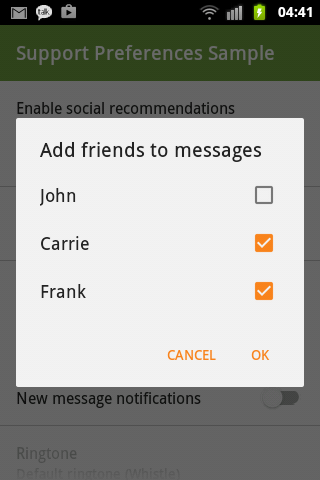 talk
04:41
Support Preferences Sample
Enable social recommendations
Add friends to messages
John
Carrie
Frank
CANCEL OK
New message notifications
Ringtone
Default ringtone (Whistle)